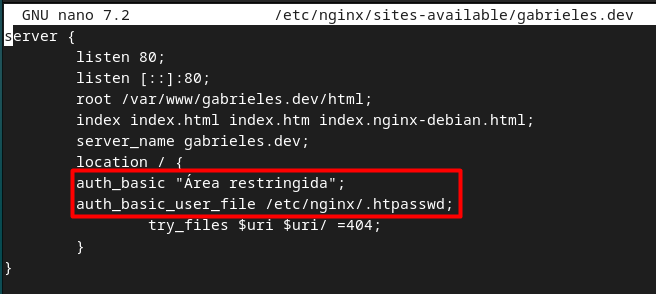 GNU nano 7.2 /etc/nginx/sites-available/gabrieles.dev
server {
listen 80;
listen [::]:80;
root /var/www/gabrieles.dev/html;
index index.html index.htm index.nginx-debian.html;
server_name gabrieles.dev;
location / {
auth_basic "Área restringida";
auth_basic_user_file /etc/nginx/.htpasswd;
try_files $uri $uri/ =404;
}
}